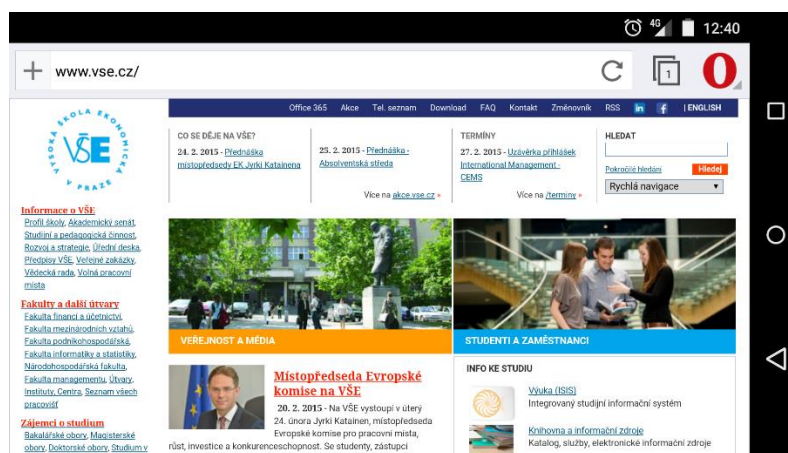 4G 12:40
www.vse.cz/
1
Office 365 Akce Tel. seznam Download FAQ Kontakt Změnovník RSS in f | ENGLISH
VYSOKÁ ŠKOLA EKONOMICKÁ V PRAZE
VŠE
CO SE DĚJE NA VŠE?
24. 2. 2015 - Přednáška
místopředsedy EK Jyrki Katainena
25. 2. 2015 - Přednáška -
Absolventská středa
Více na akce.vse.cz »
TERMÍNY
27. 2. 2015 - Uzávěrka přihlášek
International Management -
CEMS
Více na /terminy »
HLEDAT
Pokročilé hledání Hledej
Rychlá navigace
Informace o VŠE
Profil školy, Akademický senát,
Studijní a pedagogická činnost,
Rozvoj a strategie, Úřední deska,
Předpisy VŠE, Veřejné zakázky,
Vědecká rada, Volná pracovní
místa
Fakulty a další útvary
Fakulta financí a účetnictví,
Fakulta mezinárodních vztahů,
Fakulta podnikohospodářská,
Fakulta informatiky a statistiky,
Národohospodářská fakulta,
Fakulta managementu, Útvary,
Instituty, Centra, Seznam všech
pracovišť
Zájemci o studium
Bakalářské obory, Magisterské
obory, Doktorské obory, Studium v
VEŘEJNOST A MÉDIA
STUDENTI A ZAMĚSTNANCI
Místopředseda Evropské
komise na VŠE
20. 2. 2015 - Na VŠE vystoupí v úterý
24. února Jyrki Katainen, místopředseda
Evropské komise pro pracovní místa,
růst, investice a konkurenceschopnost. Se studenty, zástupci
INFO KE STUDIU
Výuka (ISIS)
Integrovaný studijní informační systém
Knihovna a informační zdroje
Katalog, služby, elektronické informační zdroje